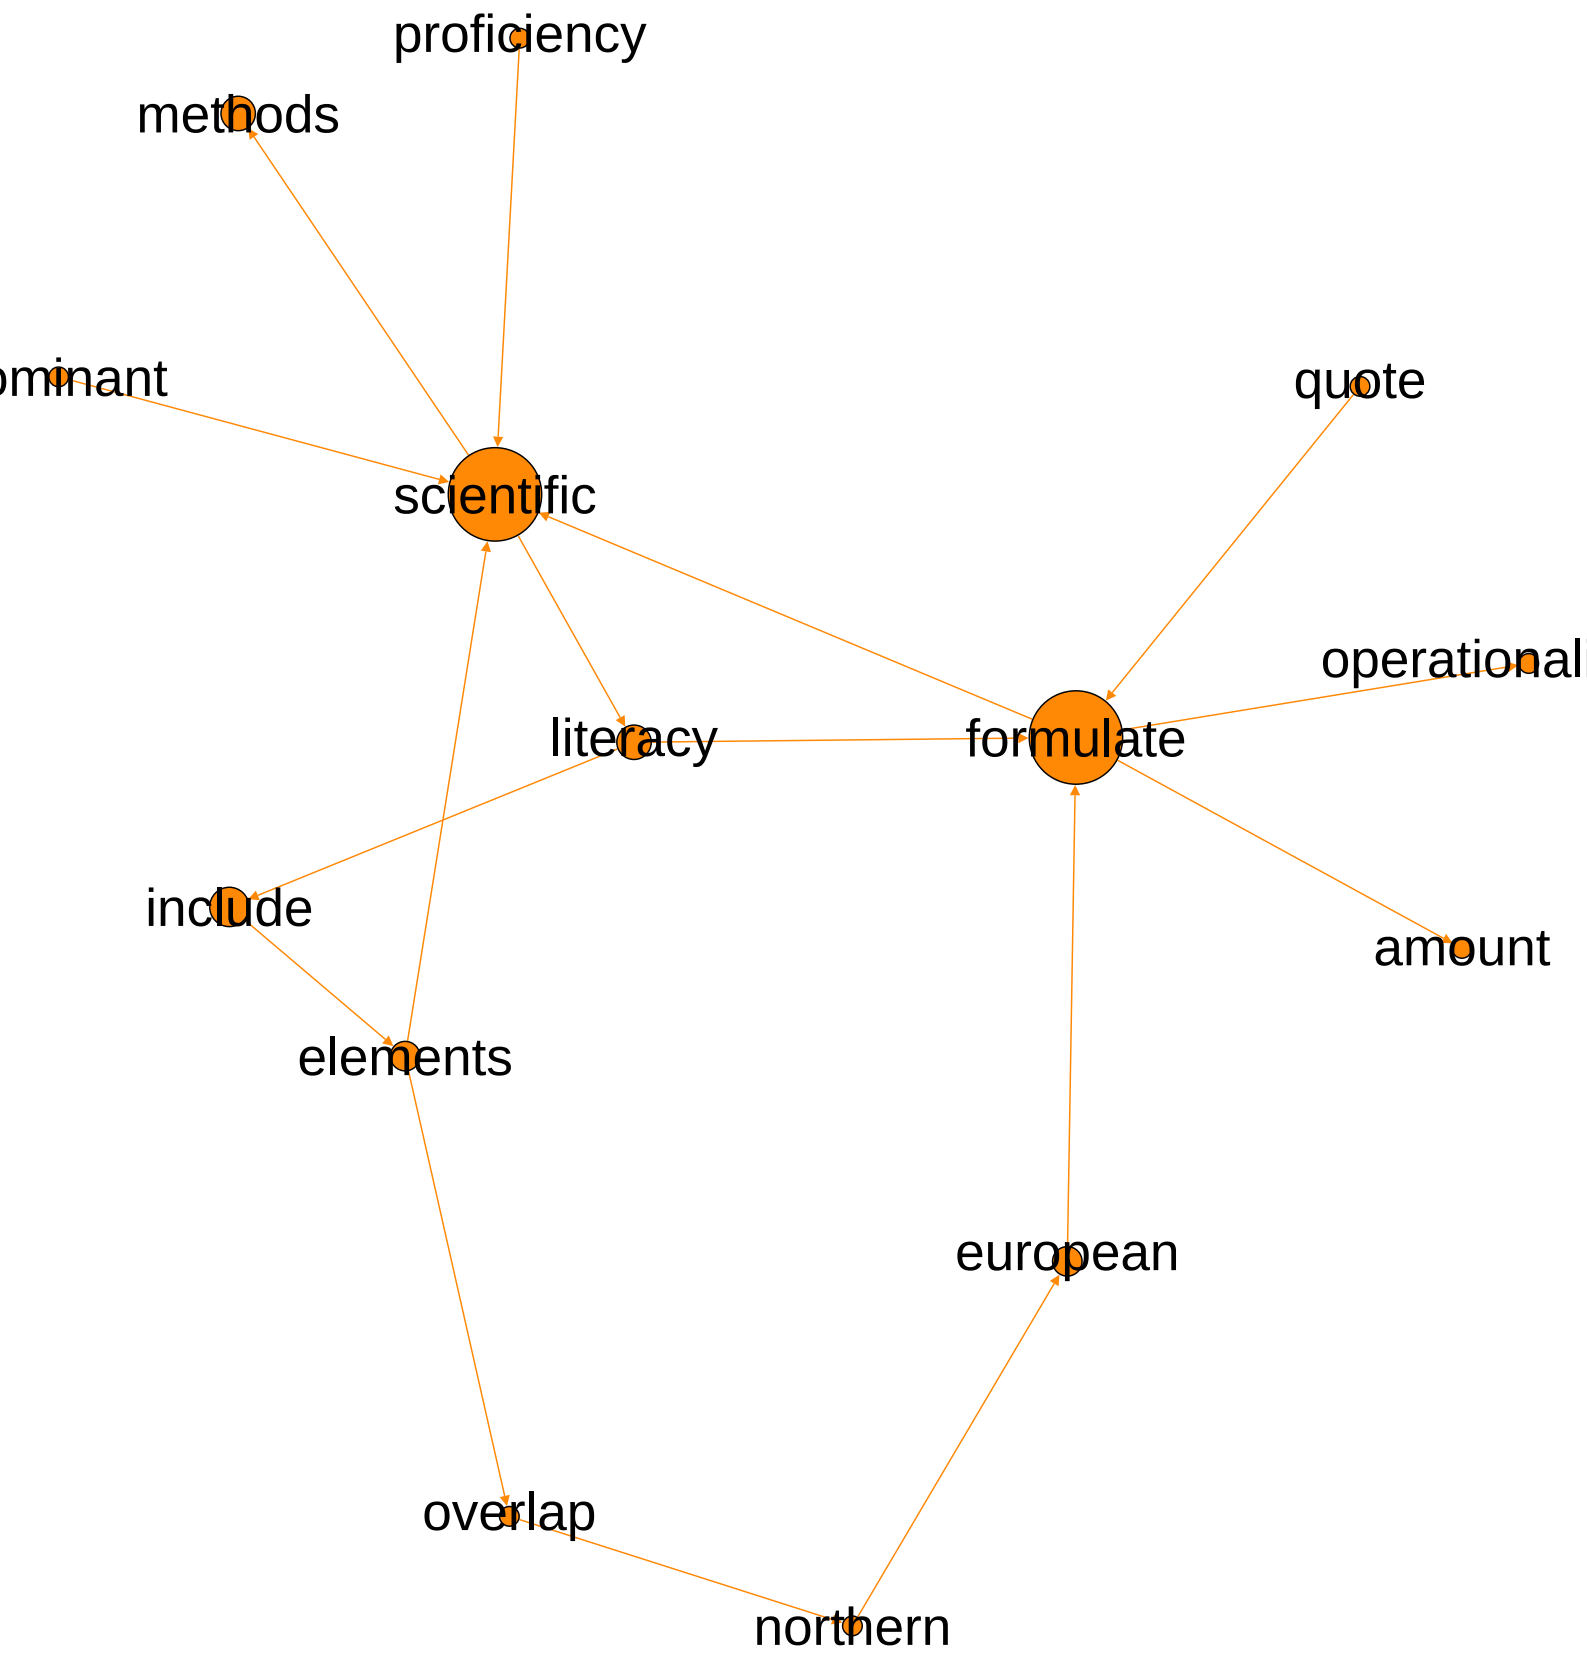 proficiency
methods
ominant
quote
scientific
operationali
literacy
formulate
include
amount
elements
european
overlap
northern